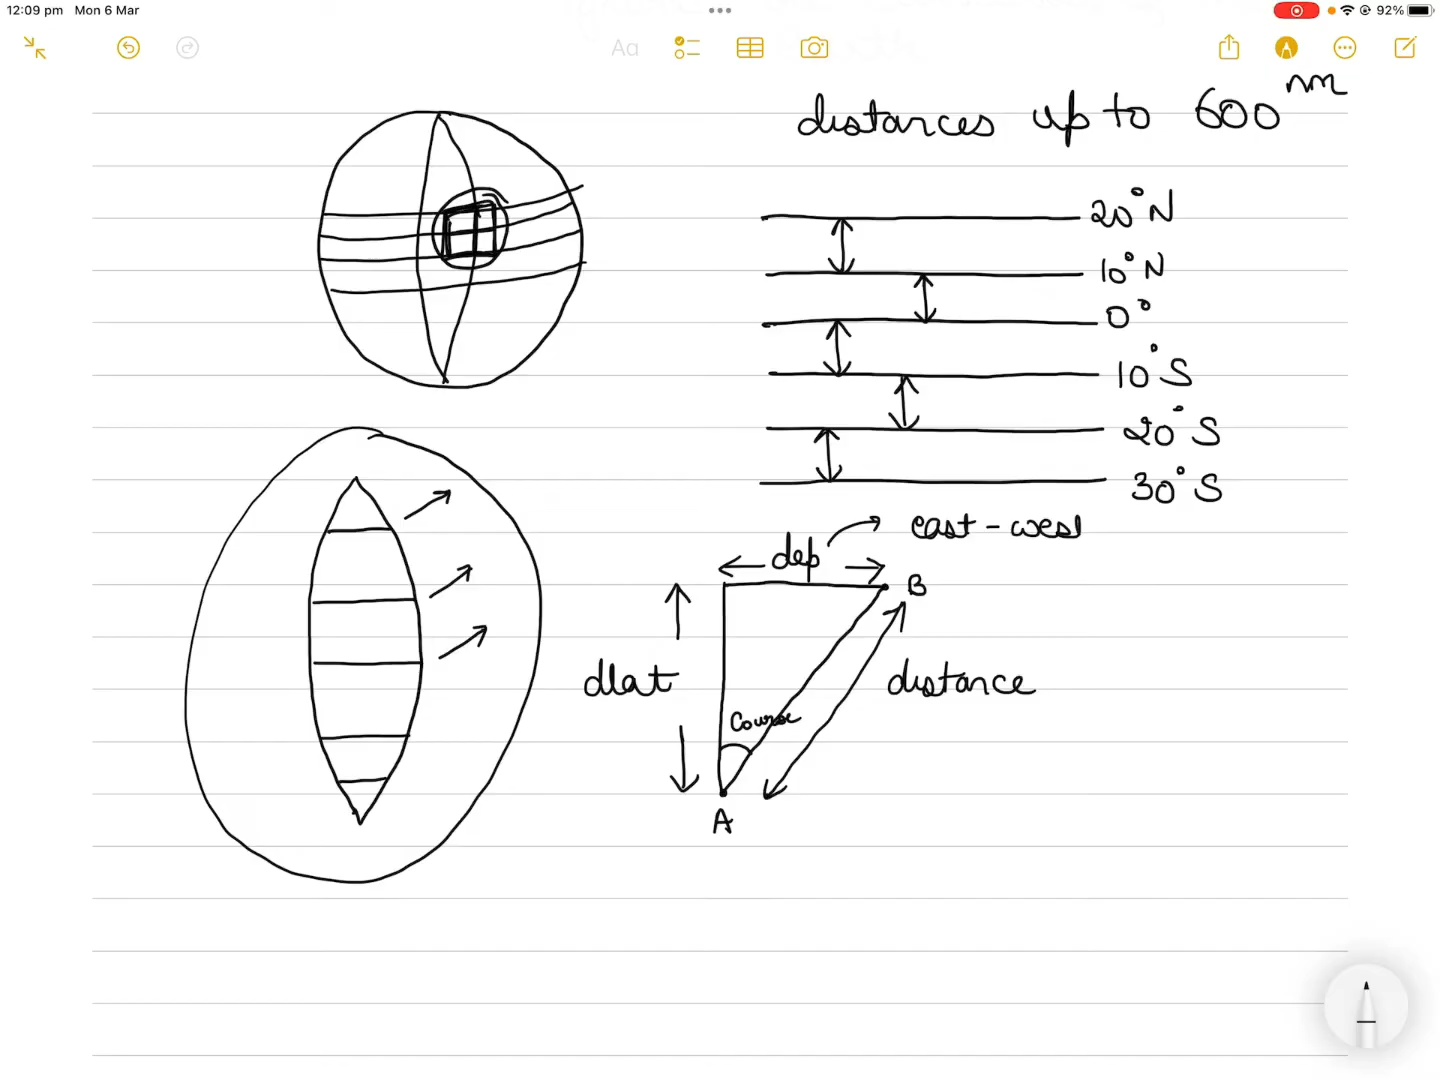 12:09 pm Mon 6 Mar
92%
Aa
distances up to 600 nm
20°N
10°N
0°
10°S
20°S
30°S
east - west
dep
B
dlat
distance
Course
A